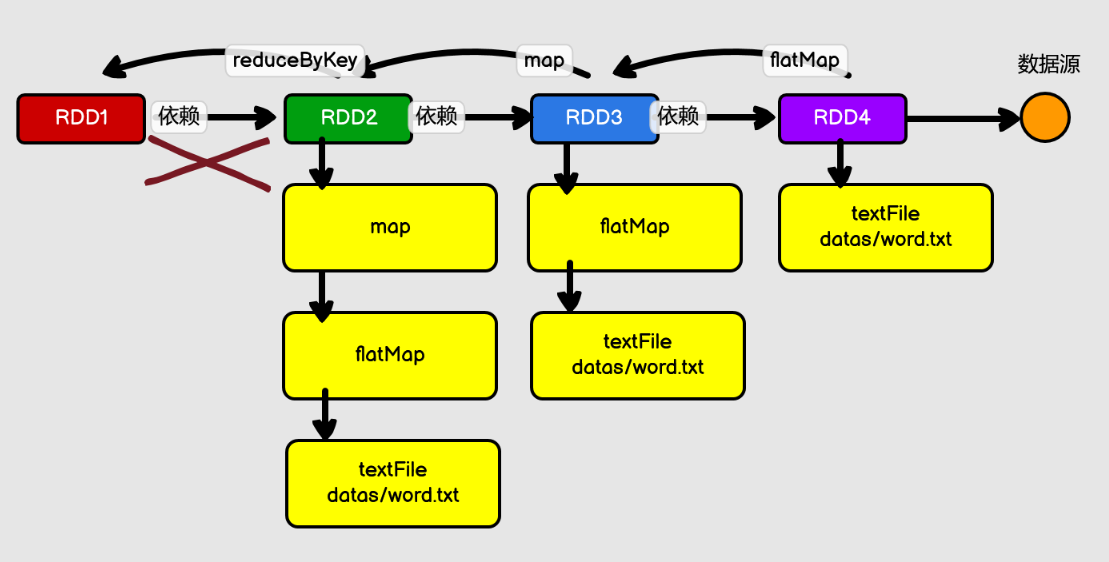 reduceByKey
map
flatMap
数据源
RDD1
依赖
RDD2
依赖
RDD3
依赖
RDD4
map
flatMap
textFile
datas/word.txt
flatMap
textFile
datas/word.txt
textFile
datas/word.txt